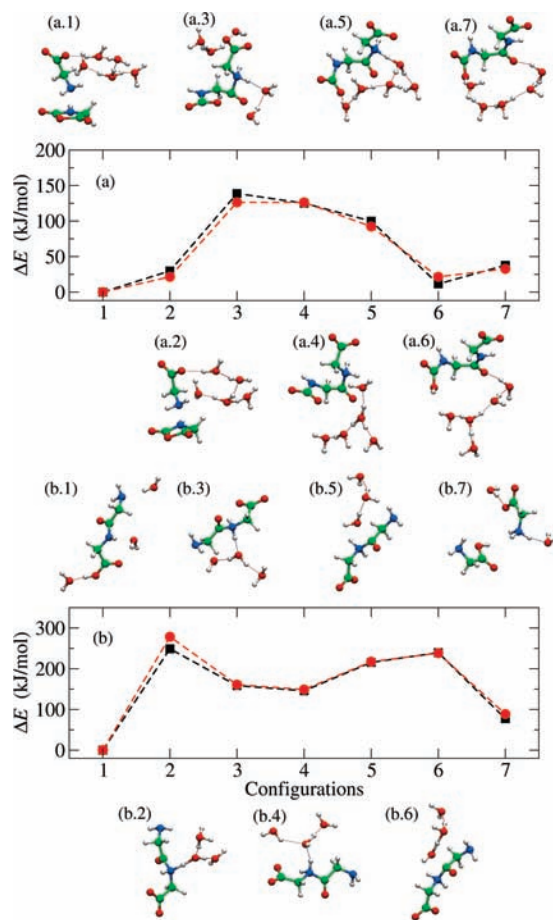 (a.1) (a.3) (a.5) (a.7)
200
150
100
50
0
ΔE (kJ/mol)
(a)
1 2 3 4 5 6 7
(a.2) (a.4) (a.6)
(b.1) (b.3) (b.5) (b.7)
300
200
100
0
ΔE (kJ/mol)
(b)
1 2 3 4 5 6 7
Configurations
(b.2) (b.4) (b.6)